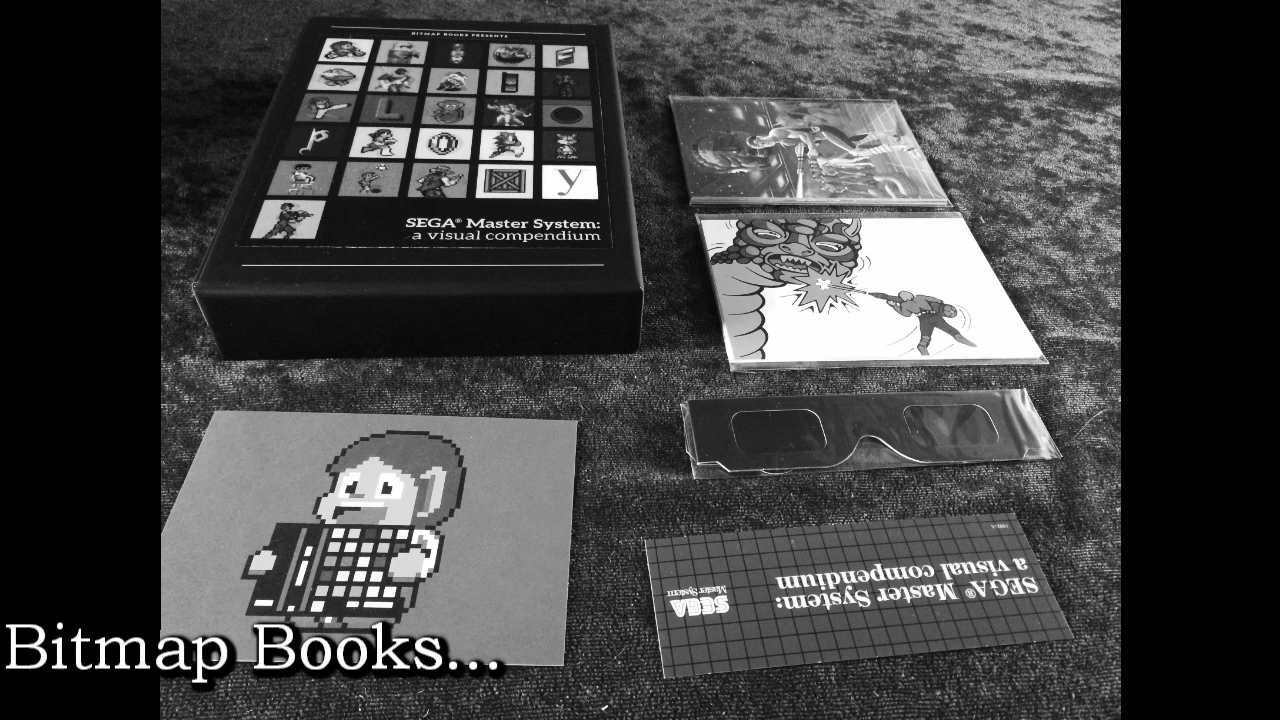 BITMAP BOOKS PRESENTS
SEGA® Master System:
a visual compendium
SEGA® Master System:
a visual compendium
SEGA
Master System
Bitmap Books...